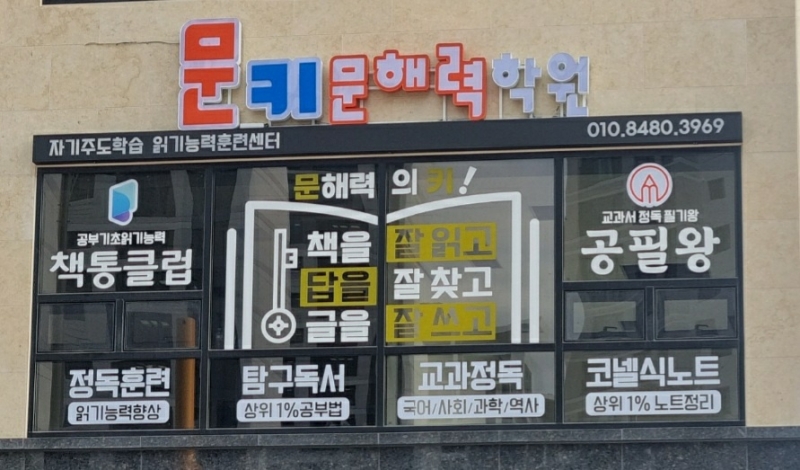 문키문해력학원
자기주도학습 읽기능력훈련센터
010.8480.3969
공부기초읽기능력
책통클럽
문해력의 키!
책을 잘 읽고
답을 잘 찾고
글을 잘 쓰고
교과서 정독 필기왕
공필왕
정독훈련
읽기능력향상
탐구독서
상위 1%공부법
교과정독
국어/사회/과학/역사
코넬식노트
상위 1% 노트정리